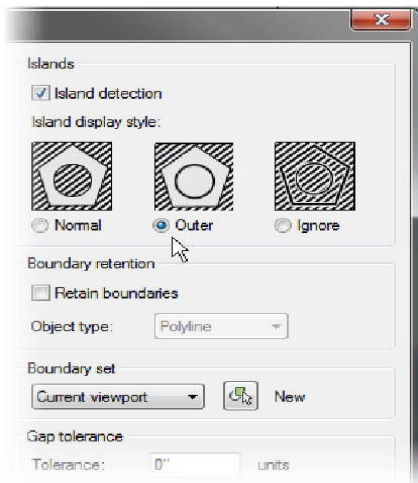 Islands
Island detection
Island display style:
Normal Outer Ignore
Boundary retention
Retain boundaries
Object type: Polyline
Boundary set
Current viewport New
Gap tolerance
Tolerance: 0" units